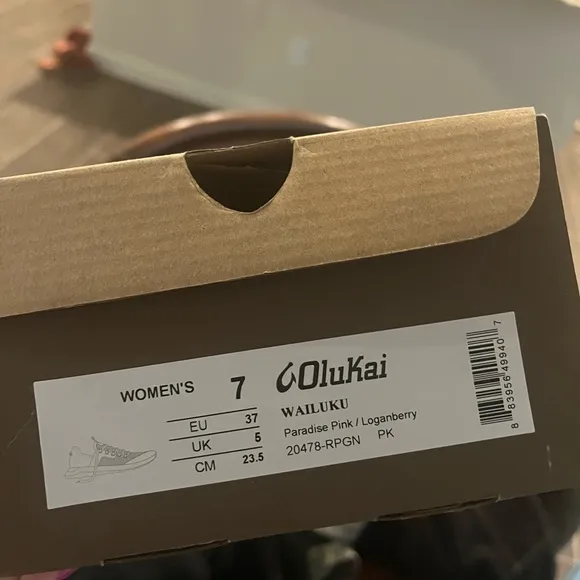 WOMEN'S 7
EU 37
UK 5
CM 23.5
OluKai
WAILUKU
Paradise Pink / Loganberry
20478-RPGN PK
8 83956 49940 7